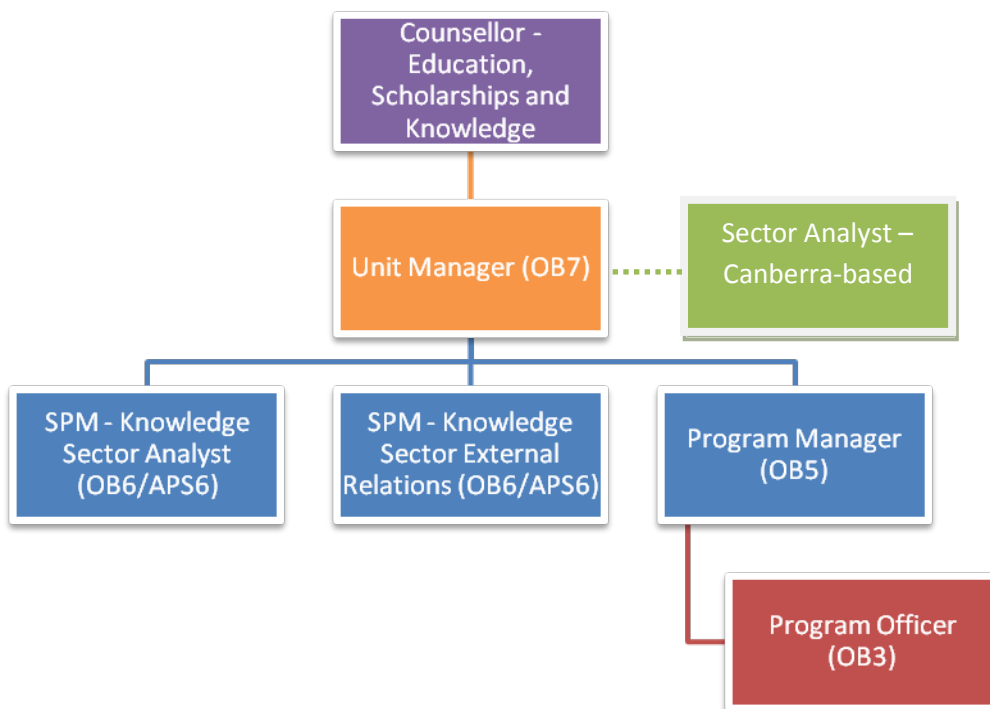 Counsellor -
Education,
Scholarships and
Knowledge
Unit Manager (OB7)
Sector Analyst –
Canberra-based
SPM - Knowledge
Sector Analyst
(OB6/APS6)
SPM - Knowledge
Sector External
Relations (OB6/APS6)
Program Manager
(OB5)
Program Officer
(OB3)